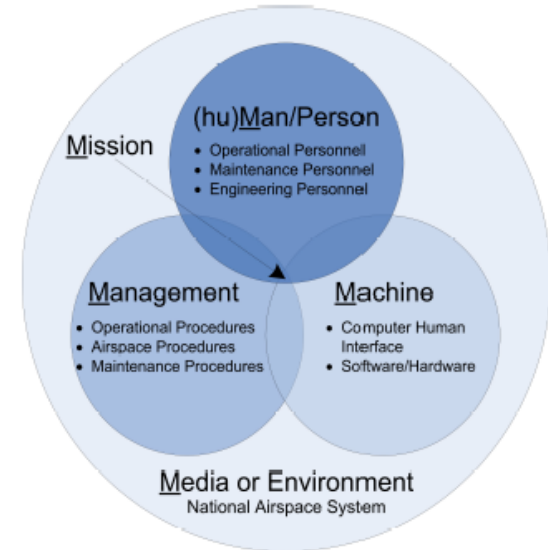 (hu)Man/Person
• Operational Personnel
• Maintenance Personnel
• Engineering Personnel
Mission
Management
• Operational Procedures
• Airspace Procedures
• Maintenance Procedures
Machine
• Computer Human
Interface
• Software/Hardware
Media or Environment
National Airspace System